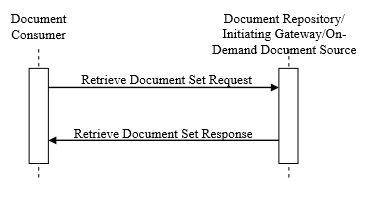 Document
Consumer
Document Repository/
Initiating Gateway/On-
Demand Document Source
Retrieve Document Set Request
Retrieve Document Set Response